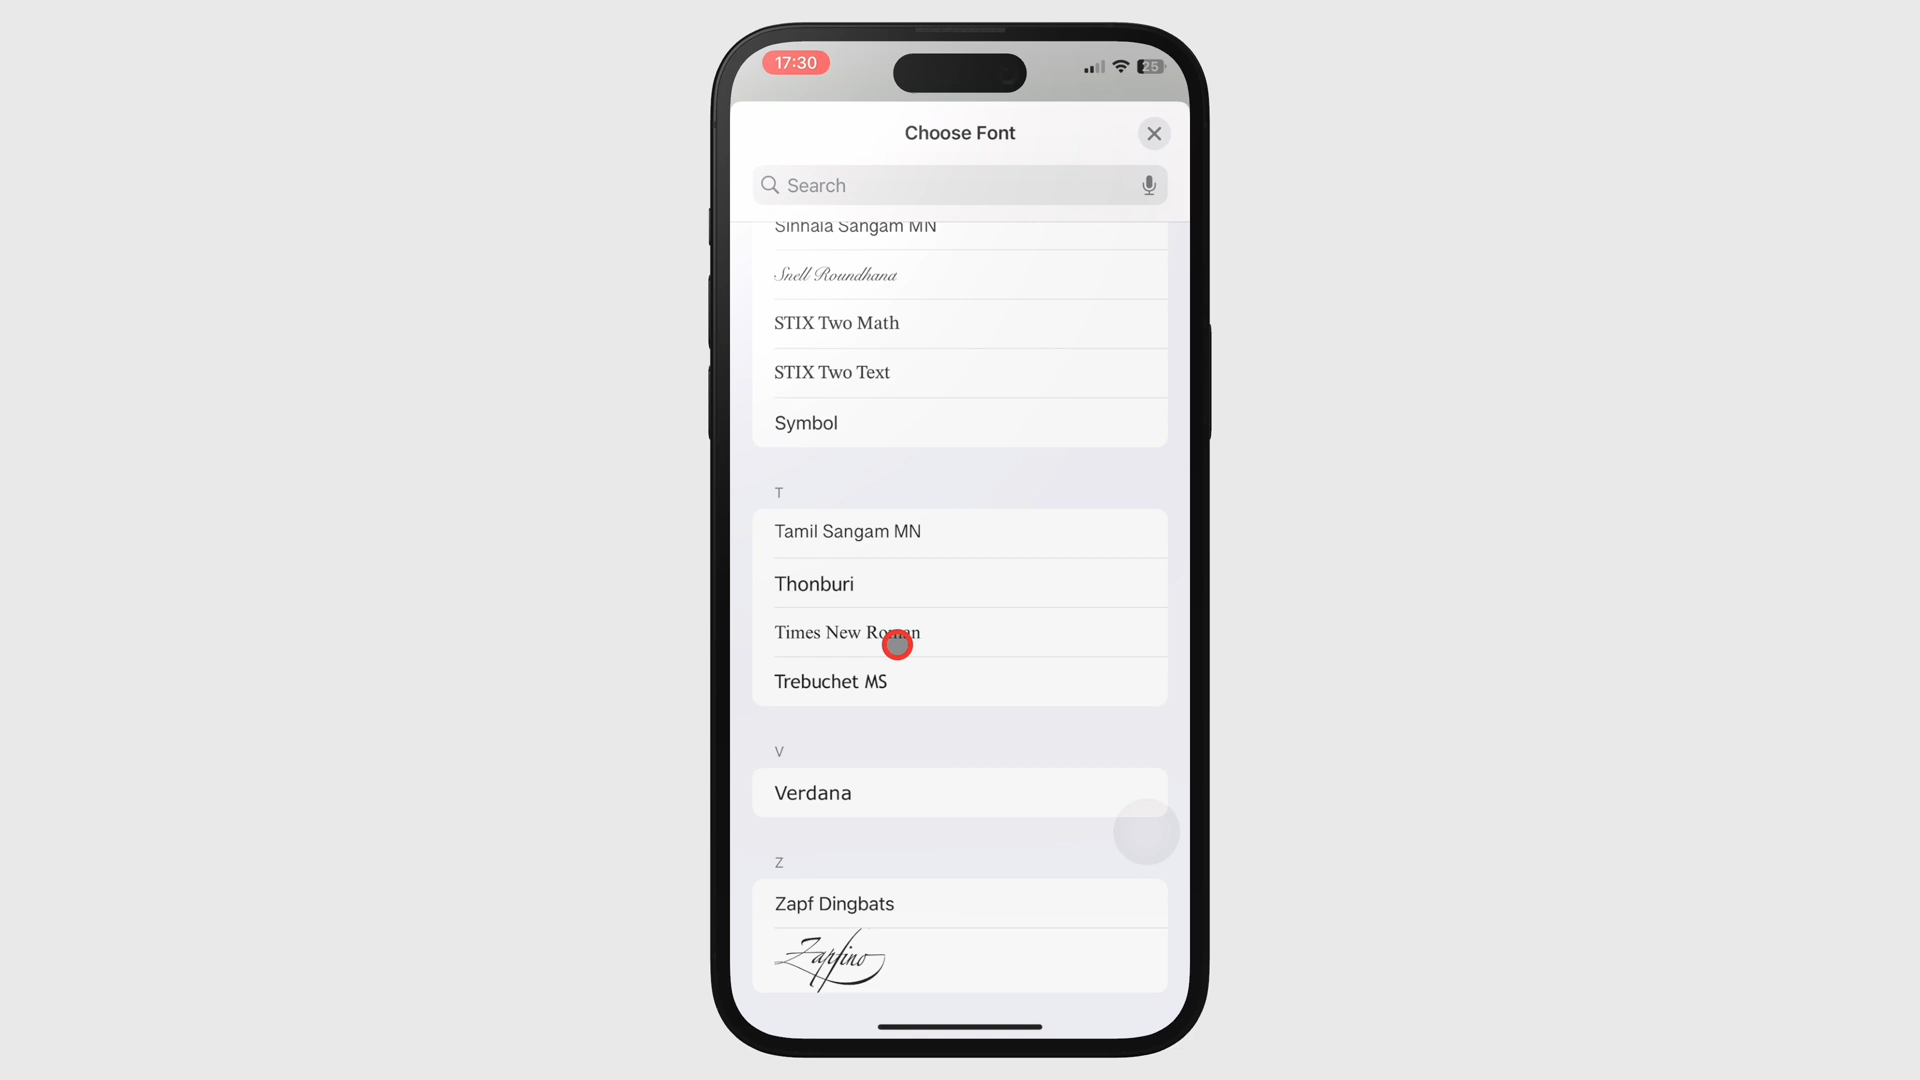 17:30
25
Choose Font
Search
Sinhala Sangam MN
Snell Roundhand
STIX Two Math
STIX Two Text
Symbol
T
Tamil Sangam MN
Thonburi
Times New Roman
Trebuchet MS
V
Verdana
Z
Zapf Dingbats
Zapfino